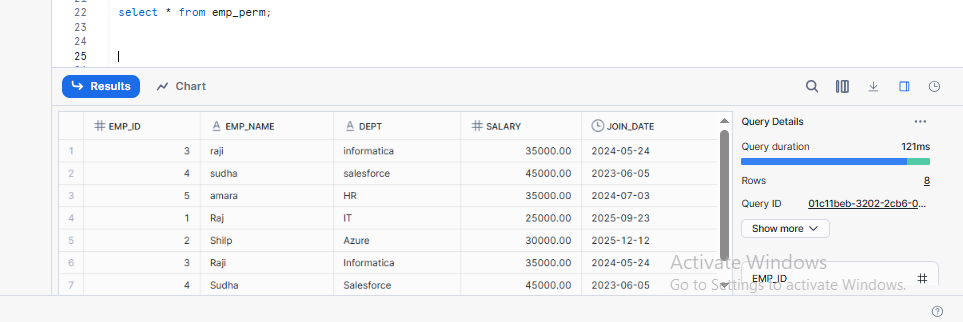 22 select * from emp_perm;
23
24
25
Results Chart
EMP_ID EMP_NAME DEPT SALARY JOIN_DATE
1 3 raji informatica 35000.00 2024-05-24
2 4 sudha salesforce 45000.00 2023-06-05
3 5 amara HR 35000.00 2024-07-03
4 1 Raj IT 25000.00 2025-09-23
5 2 Shilp Azure 30000.00 2025-12-12
6 3 Raji Informatica 35000.00 2024-05-24
7 4 Sudha Salesforce 45000.00 2023-06-05
Query Details ...
Query duration 121ms
Rows 8
Query ID 01c11beb-3202-2cb6-0...
Show more
EMP_ID
Activate Windows
Go to Settings to activate Windows.